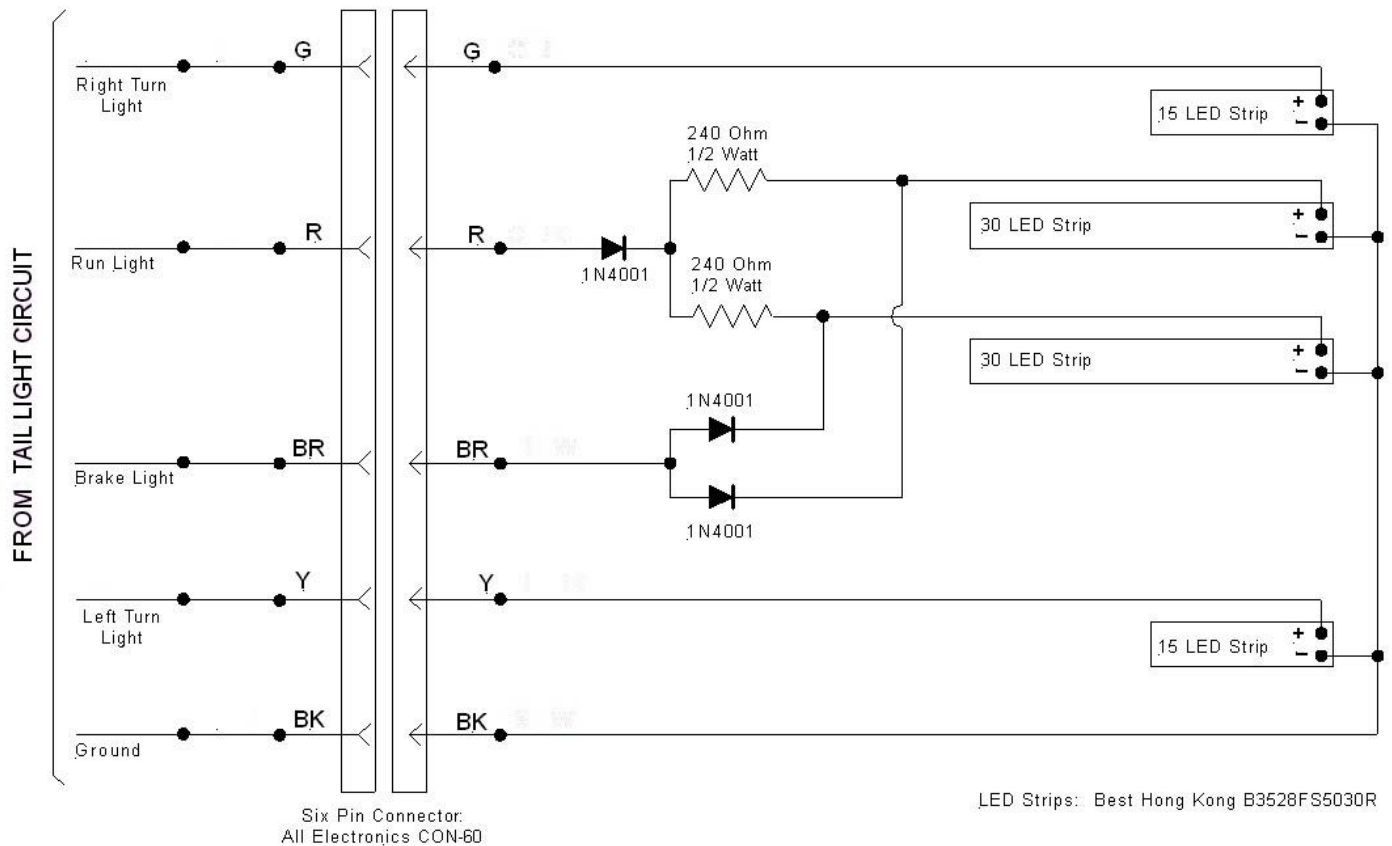 FROM TAIL LIGHT CIRCUIT
G
G
Right Turn
Light
15 LED Strip
+
-
240 Ohm
1/2 Watt
R
R
Run Light
1N4001
30 LED Strip
+
-
240 Ohm
1/2 Watt
30 LED Strip
+
-
1N4001
BR
BR
Brake Light
1N4001
Y
Y
Left Turn
Light
15 LED Strip
+
-
BK
BK
Ground
LED Strips: Best Hong Kong B3528FS5030R
Six Pin Connector:
All Electronics CON-60